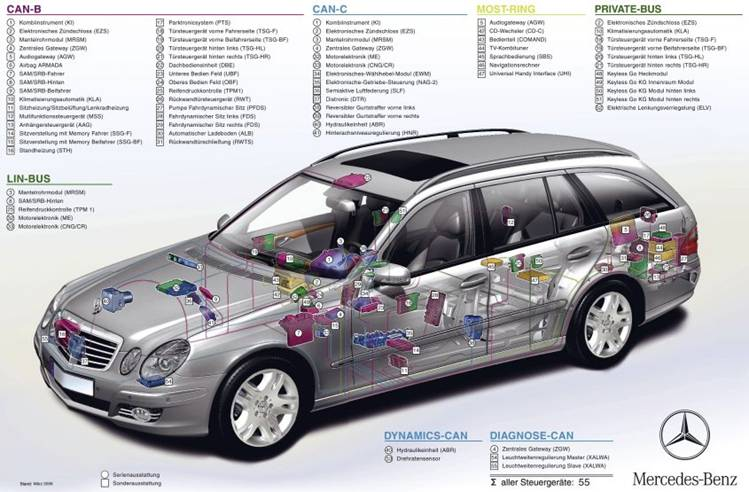 CAN-B
1 Kombiinstrument (KI)
2 Elektronisches Zündschloss (EZS)
3 Mantelrohrmodul (MRSM)
4 Zentrales Gateway (ZGW)
5 Audiogateway (AGW)
6 Airbag ARMADA
7 SAM/SRB-Fahrer
8 SAM/SRB-Hinten
9 SAM/SRB-Beifahrer
10 Klimatisierungsautomatik (KLA)
11 Sitzheizung/Sitzbelüftung/Lenkradheizung
12 Multifunktionssteuergerät (MSS)
13 Anhängersteuergerät (AAG)
14 Sitzverstellung mit Memory Fahrer (SSG-F)
15 Sitzverstellung mit Memory Beifahrer (SSG-BF)
16 Standheizung (STH)
17 Parktronicsystem (PTS)
18 Türsteuergerät vorne Fahrerseite (TSG-F)
19 Türsteuergerät vorne Beifahrerseite (TSG-BF)
20 Türsteuergerät hinten links (TSG-HL)
21 Türsteuergerät hinten rechts (TSG-HR)
22 Dachbedieneinheit (DBE)
23 Unteres Bedien Feld (UBF)
24 Oberes Bedien Feld (OBF)
25 Reifendruckkontrolle (TPM1)
26 Rückwandtürsteuergerät (RWT)
27 Pumpe Fahrdynamischer Sitz (PFDS)
28 Fahrdynamischer Sitz links (FDS)
29 Fahrdynamischer Sitz rechts (FDS)
30 Automatischer Ladeboden (ALB)
31 Rückwandtürschließung (RWTS)
CAN-C
1 Kombiinstrument (KI)
2 Elektronisches Zündschloss (EZS)
3 Mantelrohrmodul (MRSM)
4 Zentrales Gateway (ZGW)
32 Motorelektronik (ME)
33 Motorelektronik (CNG/CR)
34 Elektronisches-Wählhebel-Modul (EWM)
35 Elektronische-Getriebe-Steuerung (NAG-2)
36 Semiaktive Luftfederung (SLF)
37 Distronic (DTR)
38 Reversibler Gurtstraffer vorne links
39 Reversibler Gurtstraffer vorne rechts
40 Hydraulikeinheit (ABR)
41 Hinterachsniveauregulierung (HNR)
MOST-RING
5 Audiogateway (AGW)
42 CD-Wechsler (CD-C)
43 Bedienteil (COMAND)
44 TV-Kombituner
45 Sprachbedienung (SBS)
46 Navigationsrechner
47 Universal Handy Interface (UHI)
PRIVATE-BUS
2 Elektronisches Zündschloss (EZS)
10 Klimatisierungsautomatik (KLA)
18 Türsteuergerät vorne Fahrerseite (TSG-F)
19 Türsteuergerät vorne Beifahrerseite (TSG-BF)
20 Türsteuergerät hinten links (TSG-HL)
21 Türsteuergerät hinten rechts (TSG-HR)
48 Keyless Go Heckmodul
49 Keyless Go KG Innenraum Modul
50 Keyless Go KG Modul hinten links
51 Keyless Go KG Modul hinten rechts
52 Elektrische Lenkungsverriegelung (ELV)
LIN-BUS
3 Mantelrohrmodul (MRSM)
8 SAM/SRB-Hinten
25 Reifendruckkontrolle (TPM 1)
32 Motorelektronik (ME)
33 Motorelektronik (CNG/CR)
DYNAMICS-CAN
40 Hydraulikeinheit (ABR)
53 Drehratensensor
DIAGNOSE-CAN
4 Zentrales Gateway (ZGW)
54 Leuchtweitenregulierung Master (XALWA)
55 Leuchtweitenregulierung Slave (XALWA)
Σ aller Steuergeräte: 55
Serienausstattung
Sonderausstattung
Stand: März 2006
Mercedes-Benz